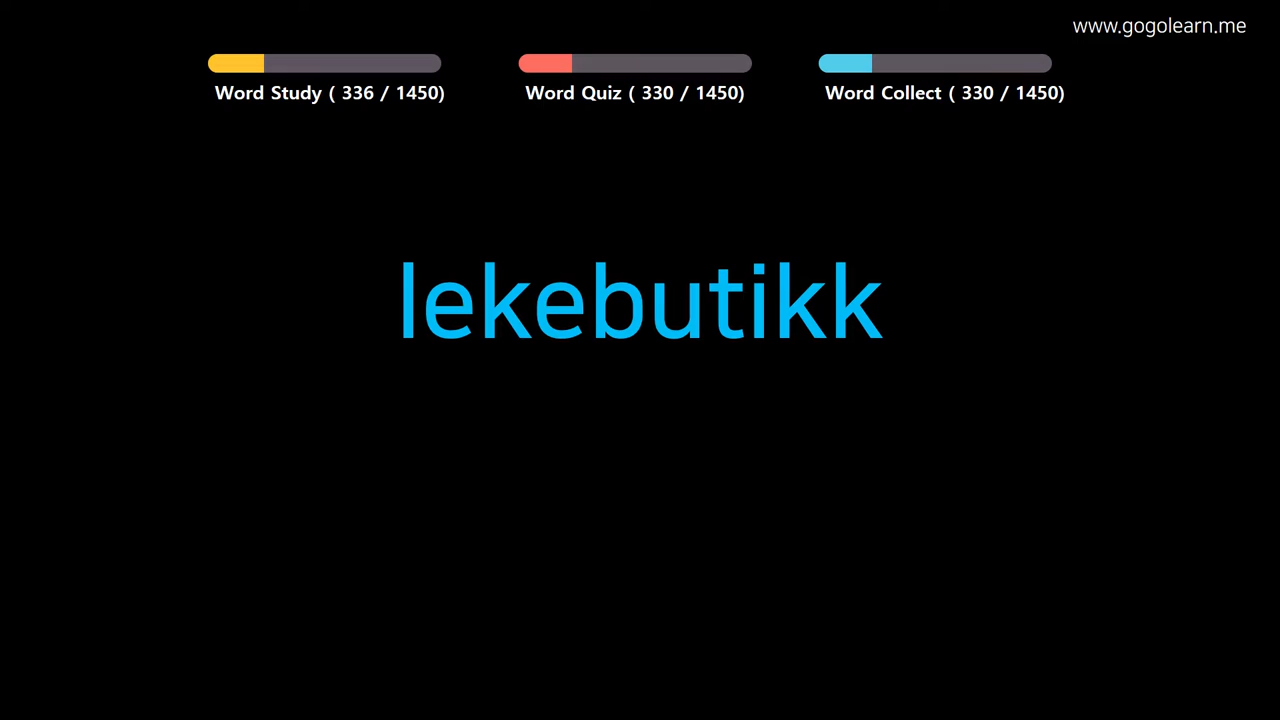 www.gogolearn.me
Word Study ( 336 / 1450)
Word Quiz ( 330 / 1450)
Word Collect ( 330 / 1450)
lekebutikk